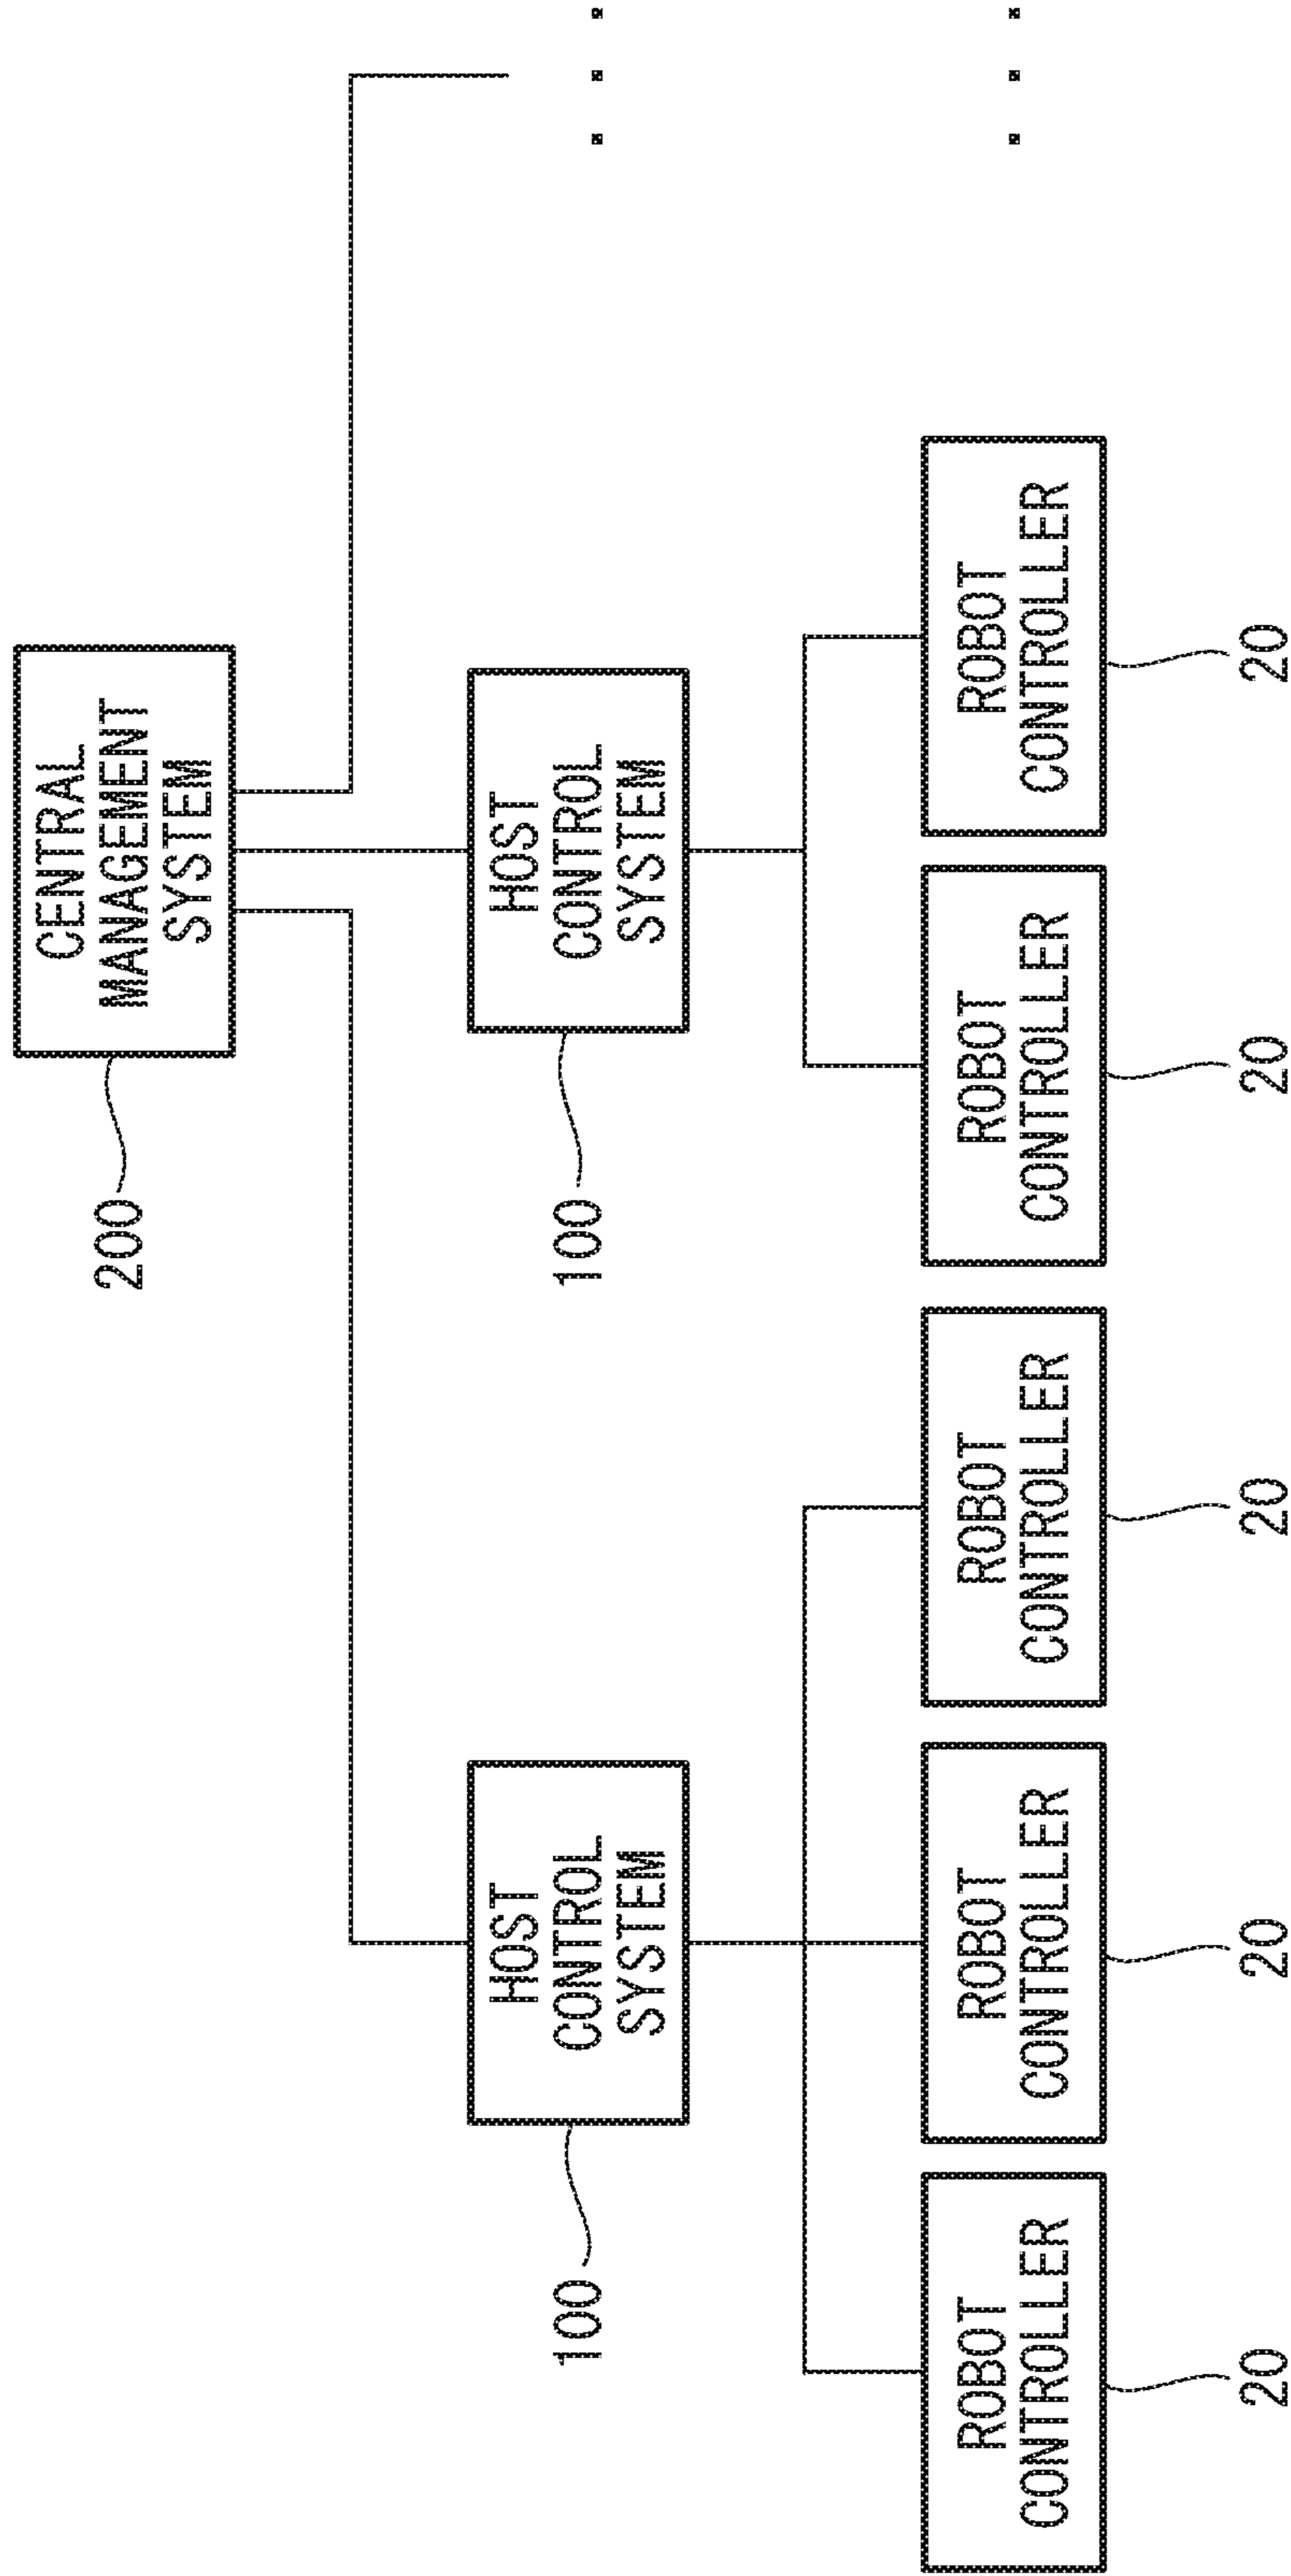 CENTRAL
MANAGEMENT
SYSTEM
200
HOST
CONTROL
SYSTEM
100
HOST
CONTROL
SYSTEM
100
ROBOT
CONTROLLER
20
ROBOT
CONTROLLER
20
ROBOT
CONTROLLER
20
ROBOT
CONTROLLER
20
ROBOT
CONTROLLER
20